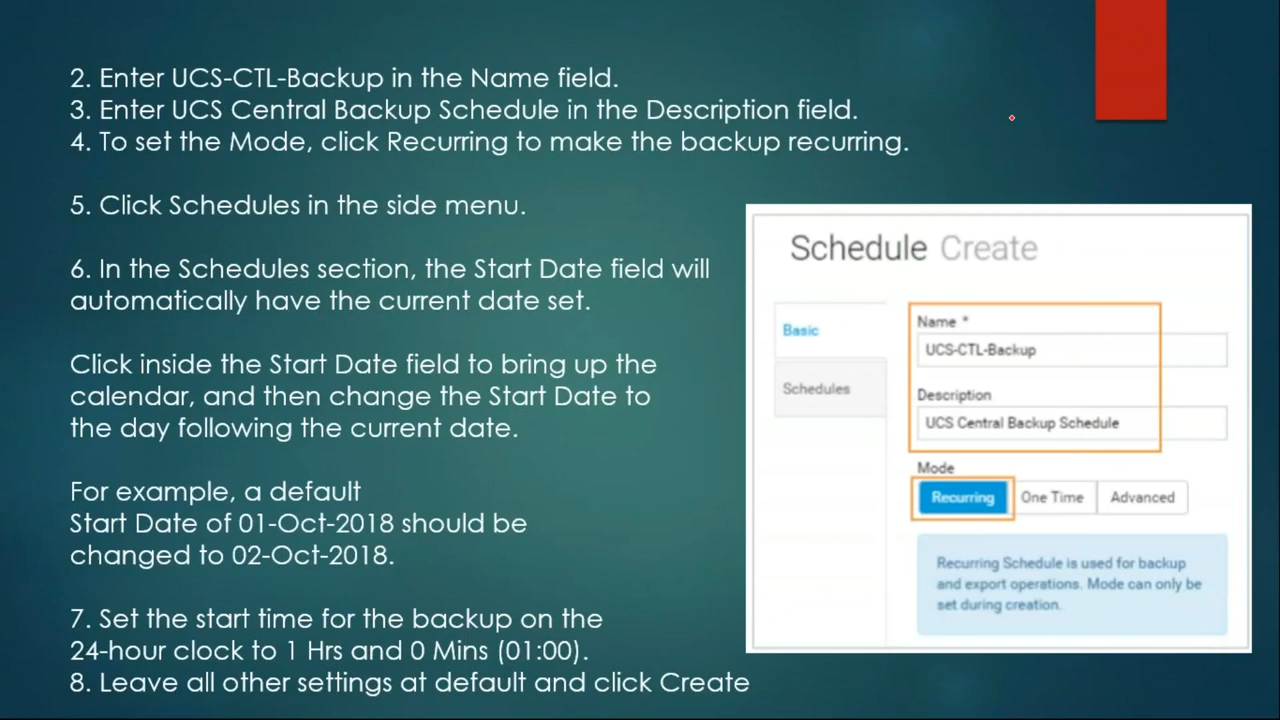 2. Enter UCS-CTL-Backup in the Name field.
3. Enter UCS Central Backup Schedule in the Description field.
4. To set the Mode, click Recurring to make the backup recurring.
5. Click Schedules in the side menu.
6. In the Schedules section, the Start Date field will
automatically have the current date set.
Click inside the Start Date field to bring up the
calendar, and then change the Start Date to
the day following the current date.
For example, a default
Start Date of 01-Oct-2018 should be
changed to 02-Oct-2018.
7. Set the start time for the backup on the
24-hour clock to 1 Hrs and 0 Mins (01:00).
8. Leave all other settings at default and click Create
Schedule Create
Basic
Schedules
Name *
UCS-CTL-Backup
Description
UCS Central Backup Schedule
Mode
Recurring One Time Advanced
Recurring Schedule is used for backup
and export operations. Mode can only be
set during creation.